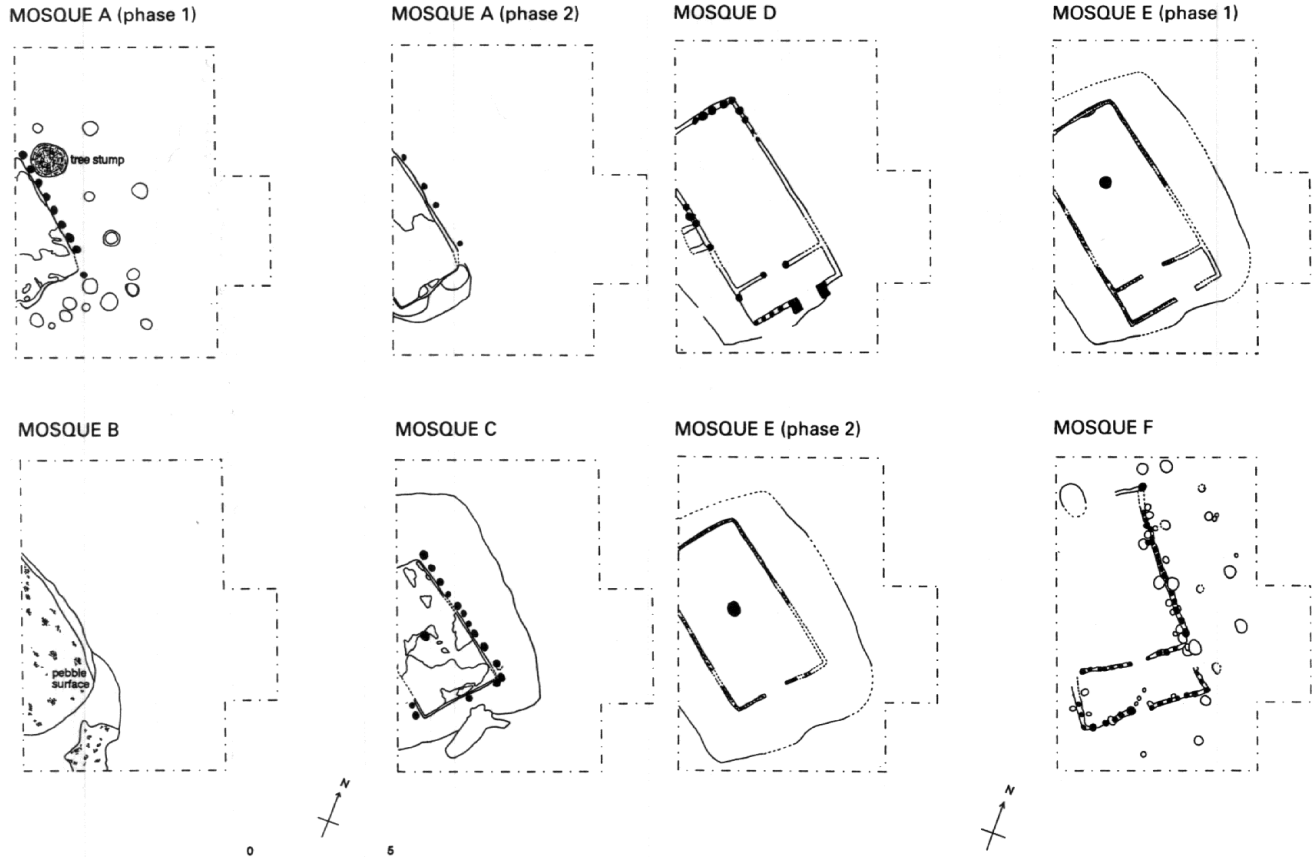 MOSQUE A (phase 1)
MOSQUE A (phase 2)
MOSQUE D
MOSQUE E (phase 1)
tree stump
MOSQUE B
MOSQUE C
MOSQUE E (phase 2)
MOSQUE F
pebble
surface
N
N
0 5